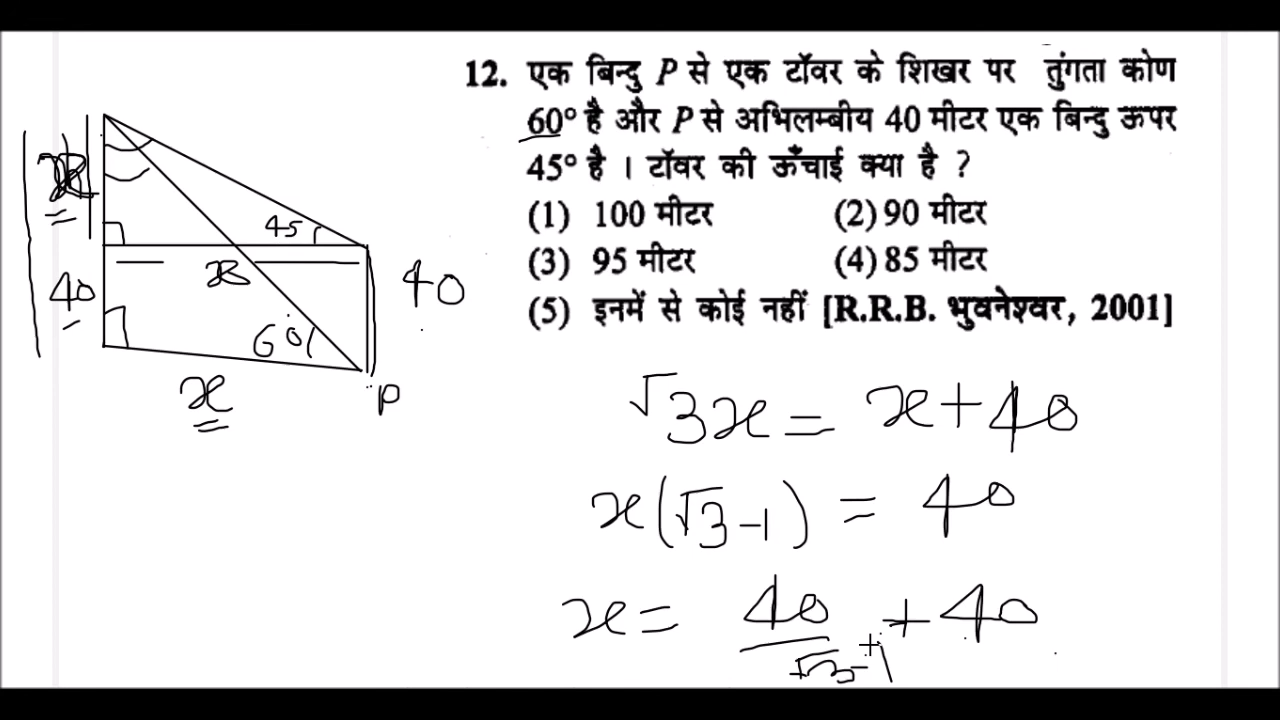 12. एक बिन्दु P से एक टॉवर के शिखर पर तुंगता कोण
60° है और P से अभिलम्बीय 40 मीटर एक बिन्दु ऊपर
45° है । टॉवर की ऊँचाई क्या है ?
(1) 100 मीटर (2) 90 मीटर
(3) 95 मीटर (4) 85 मीटर
(5) इनमें से कोई नहीं [R.R.B. भुवनेश्वर, 2001]
x
45
40
x
40
60
x
P
√3x = x+40
x(√3-1) = 40
x = 40/√3-1 + 40